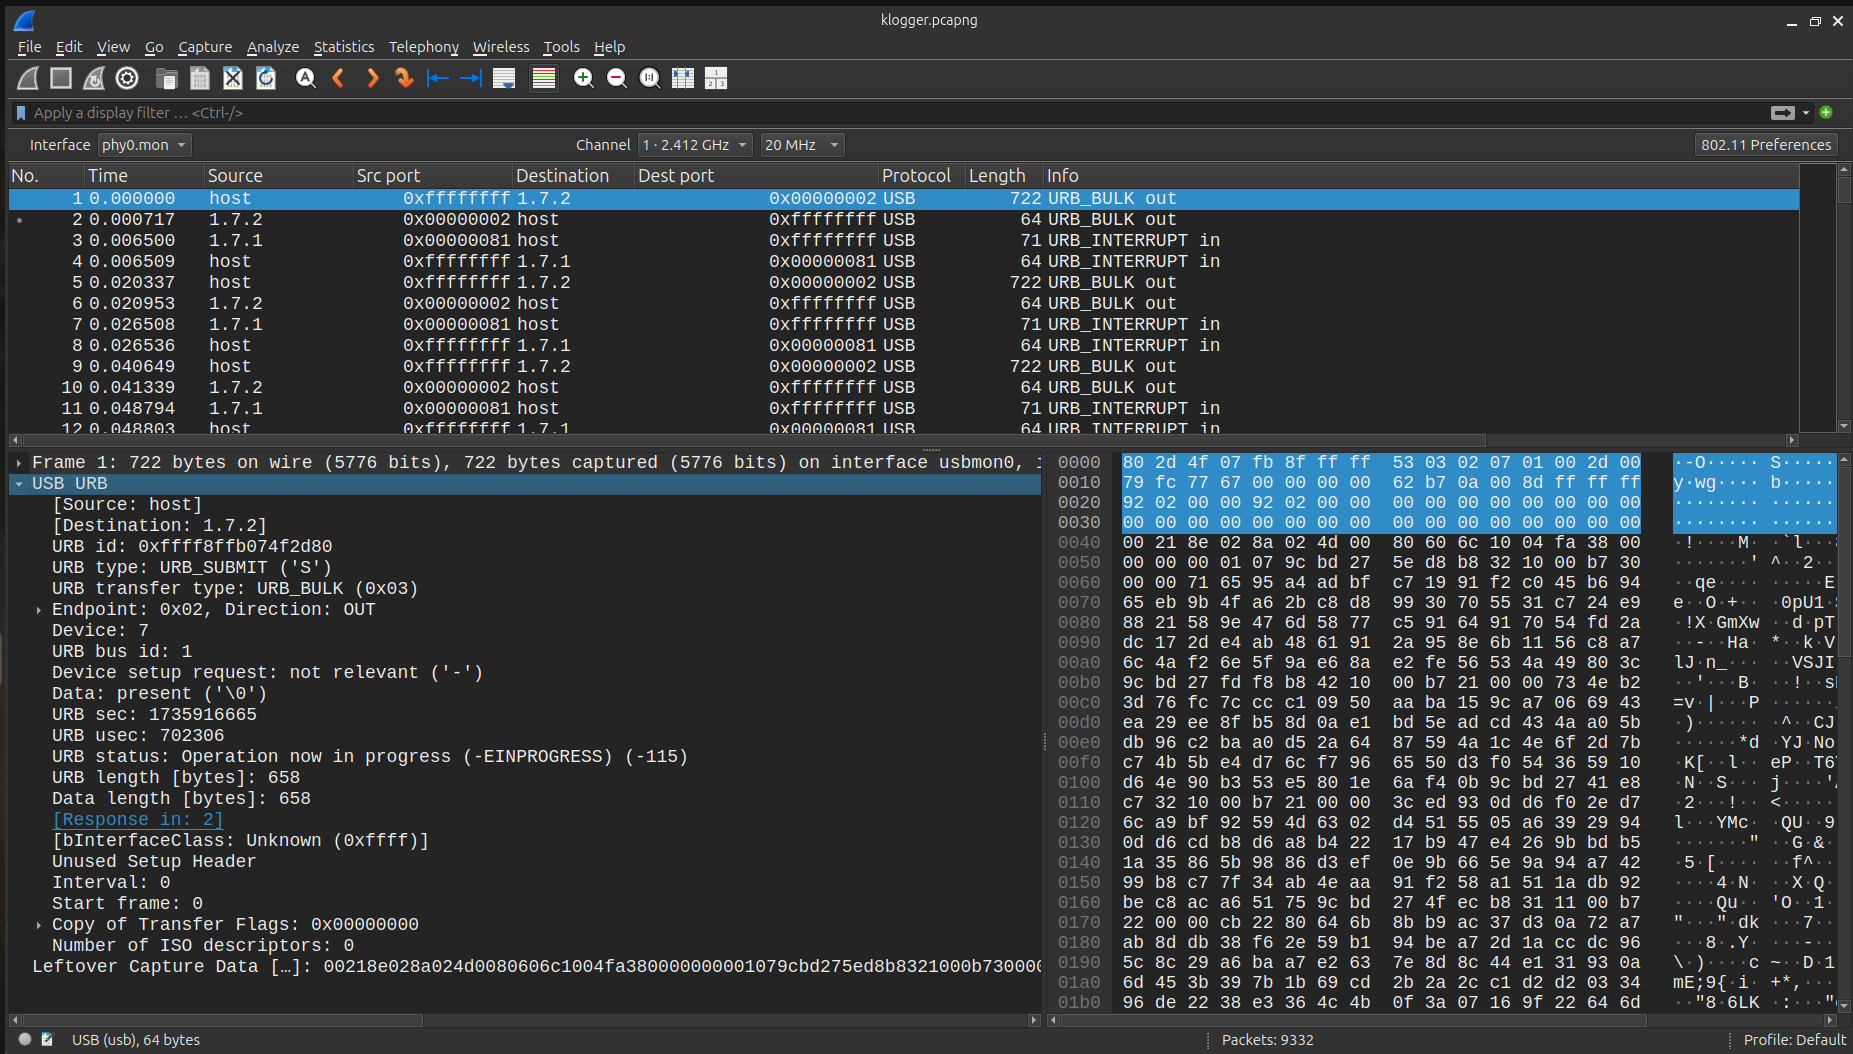 klogger.pcapng
File Edit View Go Capture Analyze Statistics Telephony Wireless Tools Help
Apply a display filter … <Ctrl-/>
Interface phy0.mon Channel 1 · 2.412 GHz 20 MHz 802.11 Preferences
No. Time Source Src port Destination Dest port Protocol Length Info
1 0.000000 host 0xffffffff 1.7.2 0x00000002 USB 722 URB_BULK out
2 0.000717 1.7.2 0x00000002 host 0xffffffff USB 64 URB_BULK out
3 0.006500 1.7.1 0x00000081 host 0xffffffff USB 71 URB_INTERRUPT in
4 0.006509 host 0xffffffff 1.7.1 0x00000081 USB 64 URB_INTERRUPT in
5 0.020337 host 0xffffffff 1.7.2 0x00000002 USB 722 URB_BULK out
6 0.020953 1.7.2 0x00000002 host 0xffffffff USB 64 URB_BULK out
7 0.026508 1.7.1 0x00000081 host 0xffffffff USB 71 URB_INTERRUPT in
8 0.026536 host 0xffffffff 1.7.1 0x00000081 USB 64 URB_INTERRUPT in
9 0.040649 host 0xffffffff 1.7.2 0x00000002 USB 722 URB_BULK out
10 0.041339 1.7.2 0x00000002 host 0xffffffff USB 64 URB_BULK out
11 0.048794 1.7.1 0x00000081 host 0xffffffff USB 71 URB_INTERRUPT in
12 0.048803 host 0xffffffff 1.7.1 0x00000081 USB 64 URB_INTERRUPT in
Frame 1: 722 bytes on wire (5776 bits), 722 bytes captured (5776 bits) on interface usbmon0,
USB URB
[Source: host]
[Destination: 1.7.2]
URB id: 0xffff8ffb074f2d80
URB type: URB_SUBMIT ('S')
URB transfer type: URB_BULK (0x03)
Endpoint: 0x02, Direction: OUT
Device: 7
URB bus id: 1
Device setup request: not relevant ('-')
Data: present ('\0')
URB sec: 1735916665
URB usec: 702306
URB status: Operation now in progress (-EINPROGRESS) (-115)
URB length [bytes]: 658
Data length [bytes]: 658
[Response in: 2]
[bInterfaceClass: Unknown (0xffff)]
Unused Setup Header
Interval: 0
Start frame: 0
Copy of Transfer Flags: 0x00000000
Number of ISO descriptors: 0
Leftover Capture Data […]: 00218e028a024d0080606c1004fa380000000001079cbd275ed8b8321000b73000
0000 80 2d 4f 07 fb 8f ff ff 53 03 02 07 01 00 2d 00 ·-O····· S·····
0010 79 fc 77 67 00 00 00 00 62 b7 0a 00 8d ff ff ff y·wg···· b·····
0020 92 02 00 00 92 02 00 00 00 00 00 00 00 00 00 00 ········ ······
0030 00 00 00 00 00 00 00 00 00 00 00 00 00 00 00 00 ········ ······
0040 00 21 8e 02 8a 02 4d 00 80 60 6c 10 04 fa 38 00 ·!····M· ·`l···
0050 00 00 00 01 07 9c bd 27 5e d8 b8 32 10 00 b7 30 ·······' ^··2··
0060 00 00 71 65 95 a4 ad bf c7 19 91 f2 c0 45 b6 94 ··qe···· ·····E
0070 65 eb 9b 4f a6 2b c8 d8 99 30 70 55 31 c7 24 e9 e··O·+·· ·0pU1·
0080 88 21 58 9e 47 6d 58 77 c5 91 64 91 70 54 fd 2a ·!X·GmXw ··d·pT
0090 dc 17 2d e4 ab 48 61 91 2a 95 8e 6b 11 56 c8 a7 ··-··Ha· *··k·V
00a0 6c 4a f2 6e 5f 9a e6 8a e2 fe 56 53 4a 49 80 3c lJ·n_··· ··VSJI
00b0 9c bd 27 fd f8 b8 42 10 00 b7 21 00 00 73 4e b2 ··'···B· ··!··s
00c0 3d 76 fc 7c cc c1 09 50 aa ba 15 9c a7 06 69 43 =v·|···P ······
00d0 ea 29 ee 8f b5 8d 0a e1 bd 5e ad cd 43 4a a0 5b ·)······ ·^··CJ
00e0 db 96 c2 ba a0 d5 2a 64 87 59 4a 1c 4e 6f 2d 7b ······*d ·YJ·No
00f0 c7 4b 5b e4 d7 6c f7 96 65 50 d3 f0 54 36 59 10 ·K[··l·· eP··T6
0100 d6 4e 90 b3 53 e5 80 1e 6a f4 0b 9c bd 27 41 e8 ·N··S··· j····'
0110 c7 32 10 00 b7 21 00 00 3c ed 93 0d d6 f0 2e d7 ·2···!·· <·····
0120 6c a9 bf 92 59 4d 63 02 d4 51 55 05 a6 39 29 94 l···YMc· ·QU··9
0130 0d d6 cd b8 d6 a8 b4 22 17 b9 47 e4 26 9b bd b5 ·······" ··G·&·
0140 1a 35 86 5b 98 86 d3 ef 0e 9b 66 5e 9a 94 a7 42 ·5·[···· ··f^··
0150 99 b8 c7 7f 34 ab 4e aa 91 f2 58 a1 51 1a db 92 ····4·N· ··X·Q·
0160 be c8 ac a6 51 75 9c bd 27 4f ec b8 31 11 00 b7 ····Qu·· 'O··1·
0170 22 00 00 cb 22 80 64 6b 8b b9 ac 37 d3 0a 72 a7 "···"·dk ···7··
0180 ab 8d db 38 f6 2e 59 b1 94 be a7 2d 1a cc dc 96 ···8·.Y· ···-··
0190 5c 8c 29 a6 ba a7 e2 63 7e 8d 8c 44 e1 31 93 0a \·)····c ~··D·1
01a0 6d 45 3b 39 7b 1b 69 cd 2b 2a 2c c1 d2 d2 03 34 mE;9{·i· +*,···
01b0 96 de 22 38 e3 36 4c 4b 0f 3a 07 16 9f 22 64 6d ··"8·6LK ·:···"
USB (usb), 64 bytes Packets: 9332 Profile: Default